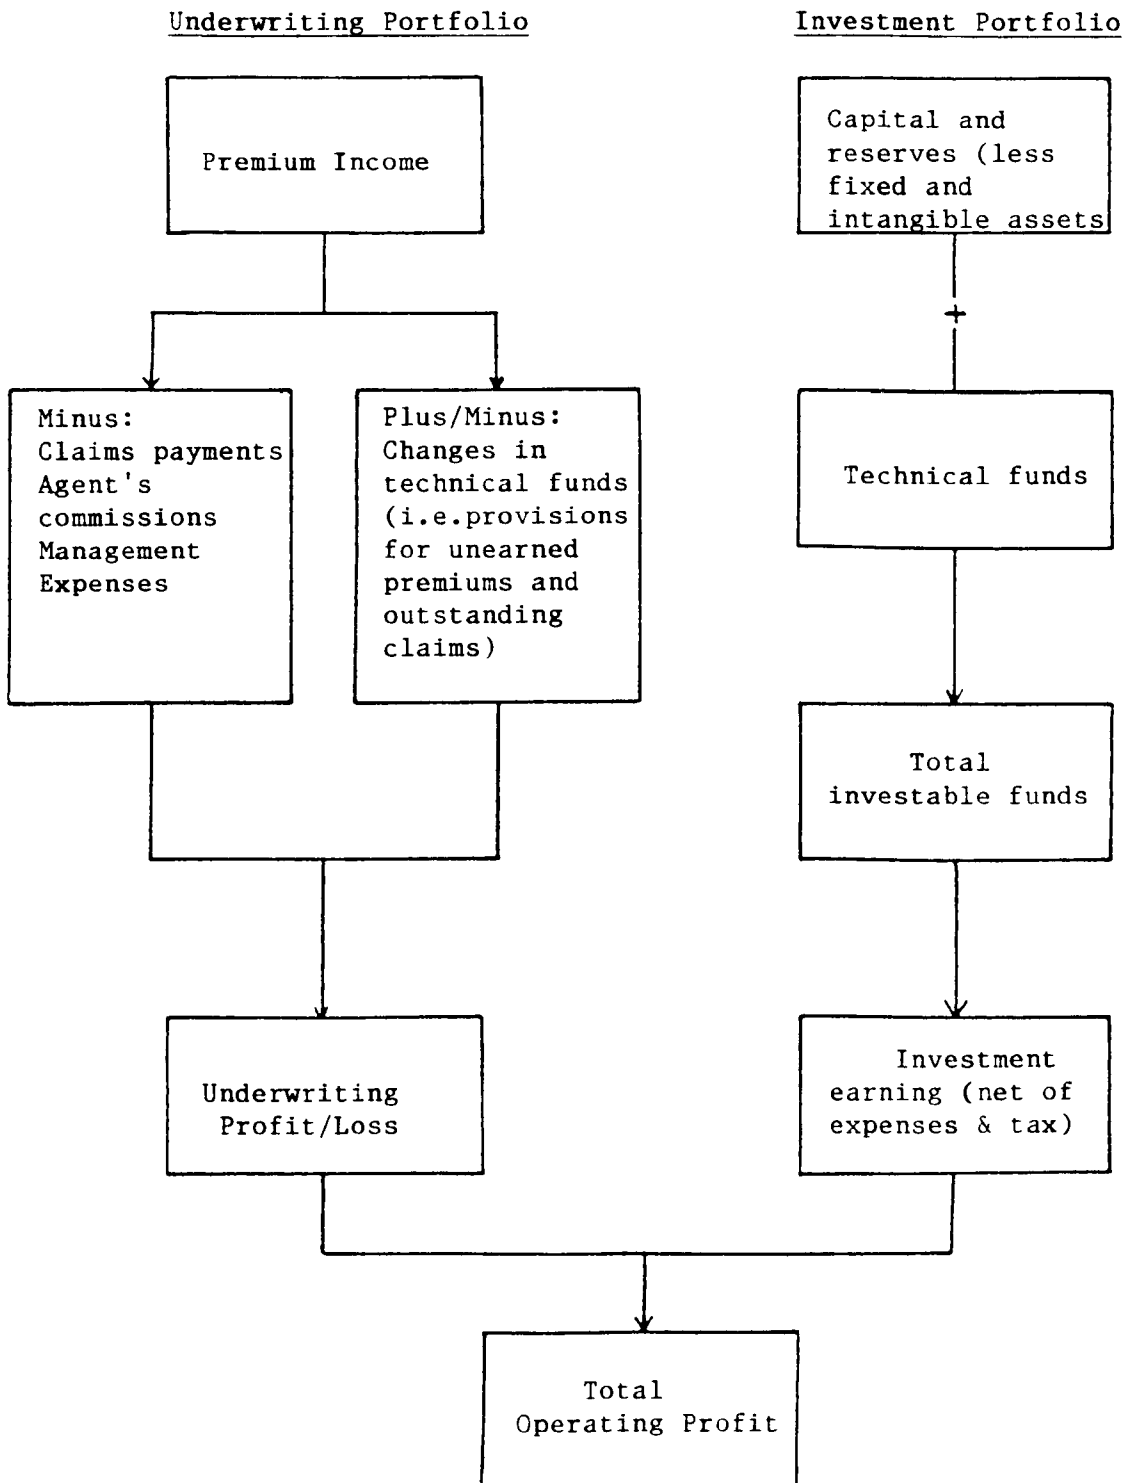 Underwriting Portfolio
Investment Portfolio
Premium Income
Capital and
reserves (less
fixed and
intangible assets
+
Minus:
Claims payments
Agent's
commissions
Management
Expenses
Plus/Minus:
Changes in
technical funds
(i.e.provisions
for unearned
premiums and
outstanding
claims)
Technical funds
Total
investable funds
Underwriting
Profit/Loss
Investment
earning (net of
expenses & tax)
Total
Operating Profit